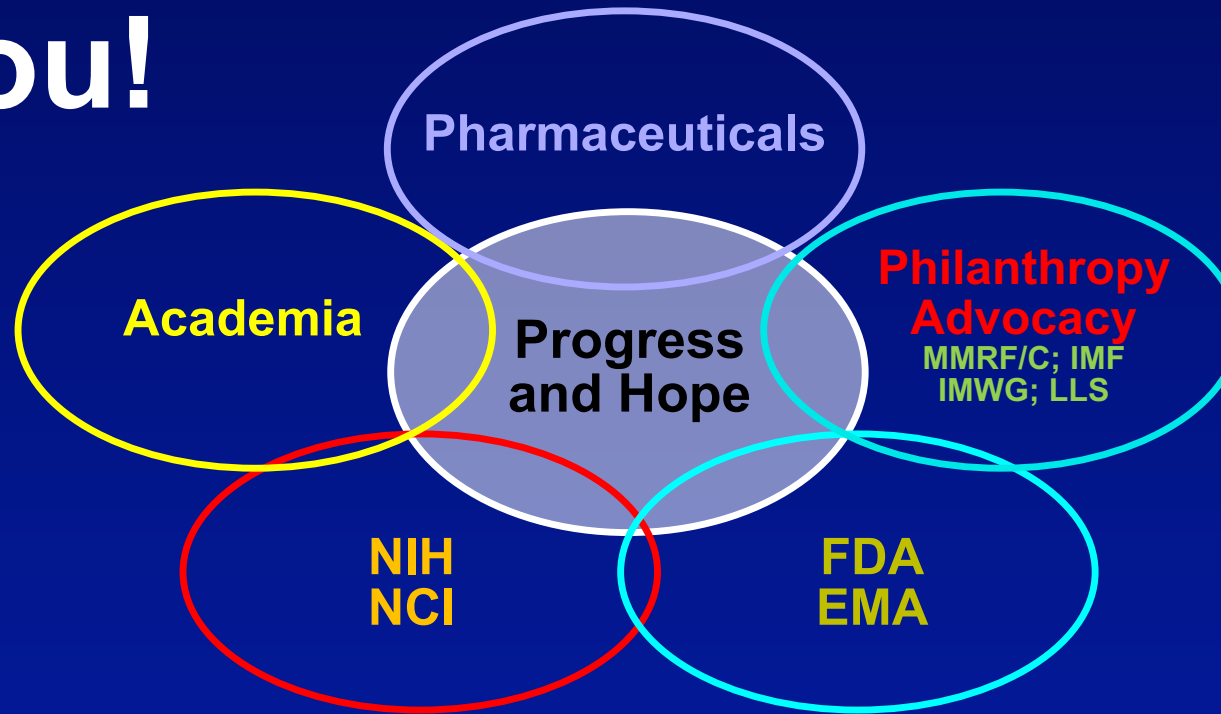 ou!
Pharmaceuticals
Academia
Progress
and Hope
Philanthropy
Advocacy
MMRF/C; IMF
IMWG; LLS
NIH
NCI
FDA
EMA